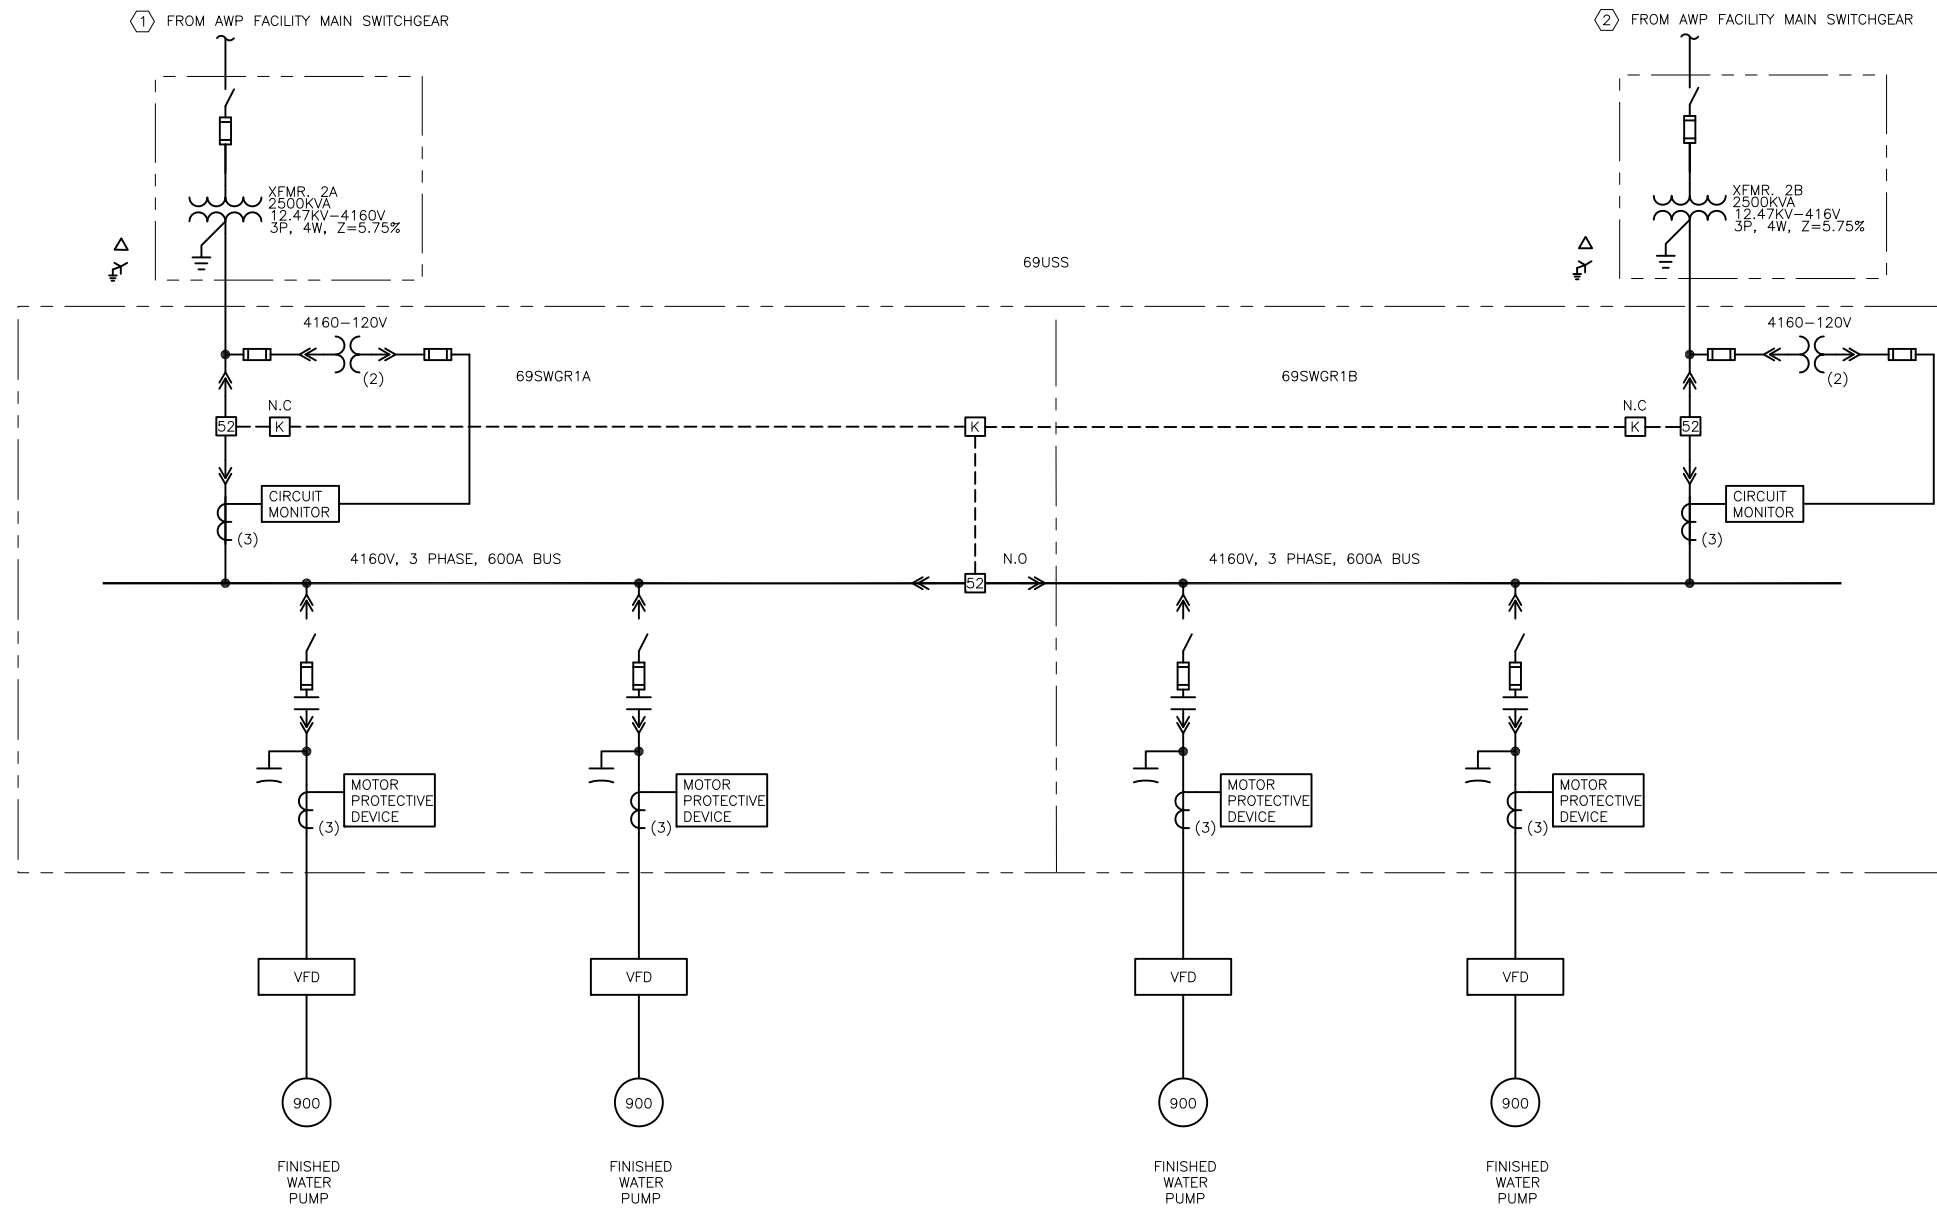 1 FROM AWP FACILITY MAIN SWITCHGEAR
2 FROM AWP FACILITY MAIN SWITCHGEAR
XFMR. 2A
2500KVA
12.47KV-4160V
3P, 4W, Z=5.75%
XFMR. 2B
2500KVA
12.47KV-416V
3P, 4W, Z=5.75%
69USS
4160-120V
(2)
4160-120V
(2)
69SWGR1A
69SWGR1B
N.C
52
K
K
N.C
K
52
CIRCUIT
MONITOR
(3)
CIRCUIT
MONITOR
(3)
4160V, 3 PHASE, 600A BUS
N.O
52
4160V, 3 PHASE, 600A BUS
MOTOR
PROTECTIVE
DEVICE
(3)
MOTOR
PROTECTIVE
DEVICE
(3)
MOTOR
PROTECTIVE
DEVICE
(3)
MOTOR
PROTECTIVE
DEVICE
(3)
VFD
VFD
VFD
VFD
900
900
900
900
FINISHED
WATER
PUMP
FINISHED
WATER
PUMP
FINISHED
WATER
PUMP
FINISHED
WATER
PUMP